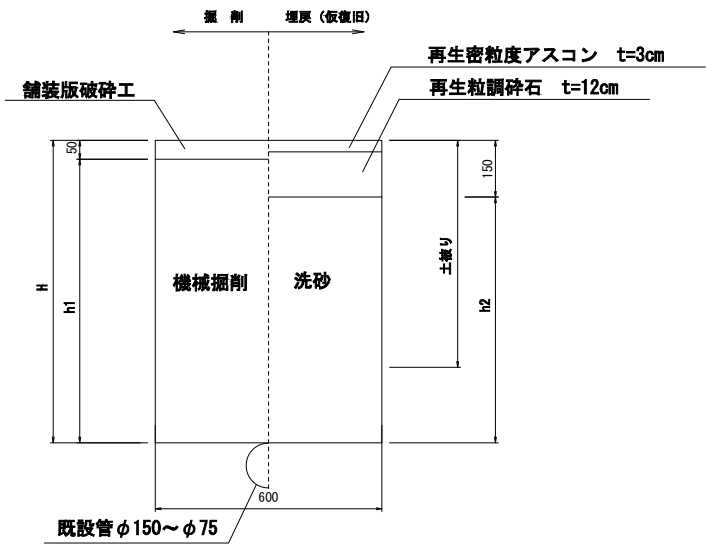 掘 削 埋戻（仮復旧）
再生密粒度アスコン t=3cm
舗装版破砕工
再生粒調砕石 t=12cm
50
150
土被り
機械掘削
洗砂
H
h1
h2
600
既設管φ150～φ75